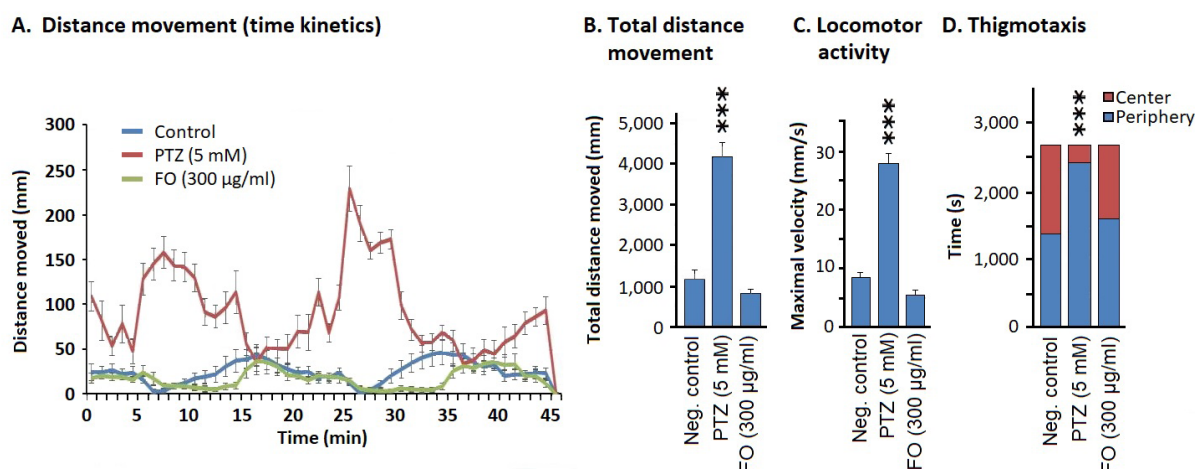 A. Distance movement (time kinetics)
Distance moved (mm)
300
250
200
150
100
50
0
Control
PTZ (5 mM)
FO (300 µg/ml)
0 5 10 15 20 25 30 35 40 45
Time (min)
B. Total distance
movement
Total distance moved (mm)
5,000
4,000
3,000
2,000
1,000
0
***
Neg. control
PTZ (5 mM)
FO (300 µg/ml)
C. Locomotor
activity
Maximal velocity (mm/s)
30
20
10
0
***
Neg. control
PTZ (5 mM)
FO (300 µg/ml)
D. Thigmotaxis
Center
Periphery
Time (s)
3,000
2,000
1,000
0
***
Neg. control
PTZ (5 mM)
FO (300 µg/ml)